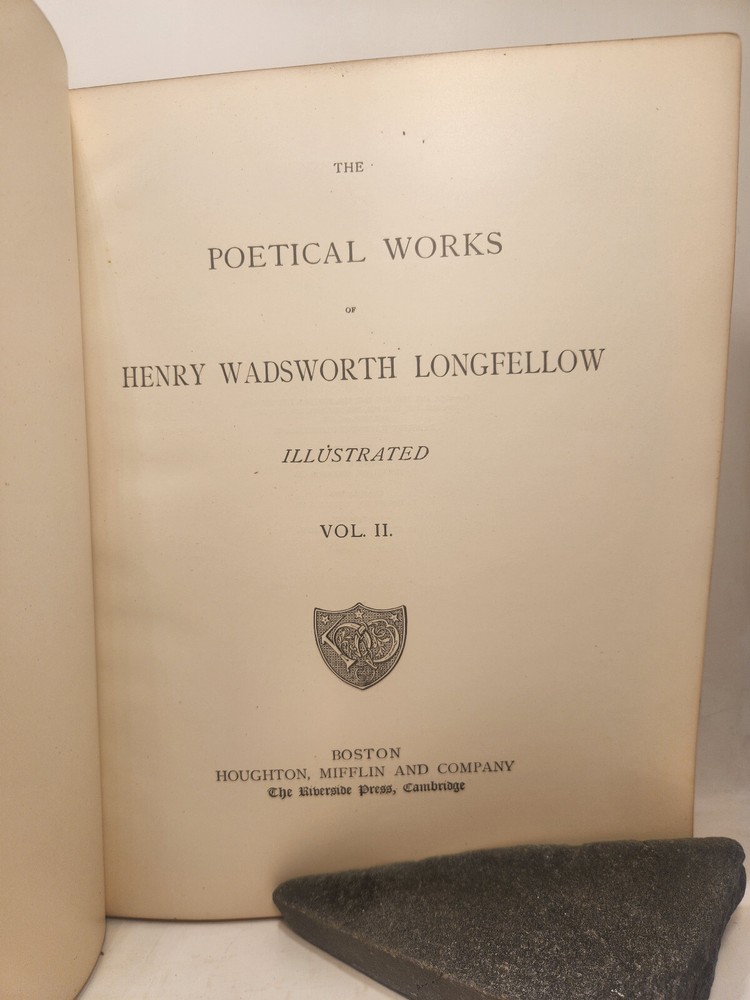 THE
POETICAL WORKS
OF
HENRY WADSWORTH LONGFELLOW
ILLUSTRATED
VOL. II.
BOSTON
HOUGHTON, MIFFLIN AND COMPANY
The Riverside Press, Cambridge